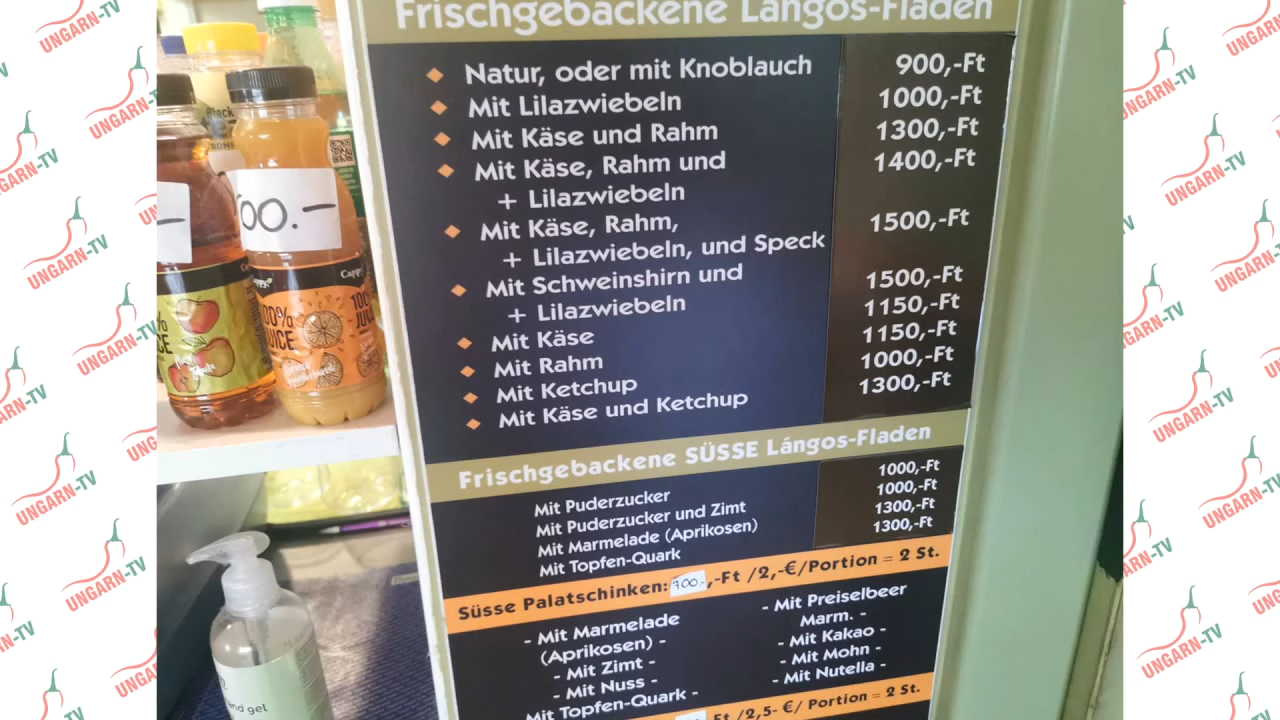 Frischgebackene Lángos-Fladen
Natur, oder mit Knoblauch 900,-Ft
Mit Lilazwiebeln 1000,-Ft
Mit Käse und Rahm 1300,-Ft
Mit Käse, Rahm und 1400,-Ft
+ Lilazwiebeln
Mit Käse, Rahm, 1500,-Ft
+ Lilazwiebeln, und Speck
Mit Schweinshirn und 1500,-Ft
+ Lilazwiebeln 1150,-Ft
Mit Käse 1150,-Ft
Mit Rahm 1000,-Ft
Mit Ketchup 1300,-Ft
Mit Käse und Ketchup
Frischgebackene SÜSSE Lángos-Fladen
Mit Puderzucker 1000,-Ft
Mit Puderzucker und Zimt 1000,-Ft
Mit Marmelade (Aprikosen) 1300,-Ft
Mit Topfen-Quark 1300,-Ft
Süsse Palatschinken: 700.-,-Ft /2,-€/Portion = 2 St.
- Mit Marmelade
(Aprikosen) -
- Mit Zimt -
- Mit Nuss -
Mit Topfen-Quark -
- Mit Preiselbeer
Marm. -
- Mit Kakao -
- Mit Mohn -
- Mit Nutella -
Ft /2,5- €/ Portion = 2 St.
00.-
Cappy
100%
JUICE
UNGARN-TV